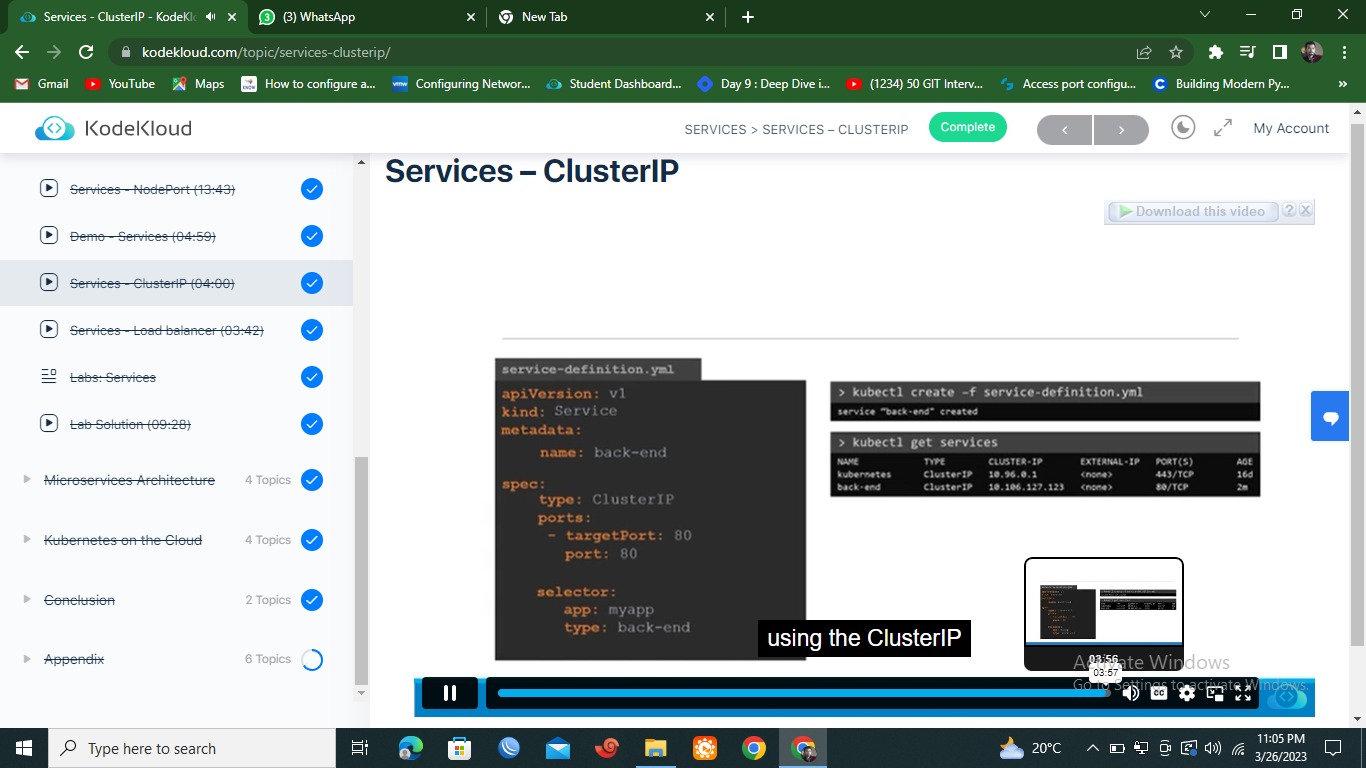 Services - ClusterIP - KodeKlo
(3) WhatsApp
New Tab
kodekloud.com/topic/services-clusterip/
Gmail
YouTube
Maps
How to configure a...
Configuring Networ...
Student Dashboard...
Day 9 : Deep Dive i...
(1234) 50 GIT Interv...
Access port configu...
Building Modern Py...
»
KodeKloud
SERVICES > SERVICES – CLUSTERIP
Complete
My Account
Services - NodePort (13:43)
Demo - Services (04:59)
Services - ClusterIP (04:00)
Services - Load balancer (03:42)
Labs: Services
Lab Solution (09:28)
Microservices Architecture 4 Topics
Kubernetes on the Cloud 4 Topics
Conclusion 2 Topics
Appendix 6 Topics
Services – ClusterIP
Download this video ? X
service-definition.yml
apiVersion: v1
kind: Service
metadata:
name: back-end
spec:
type: ClusterIP
ports:
- targetPort: 80
port: 80
selector:
app: myapp
type: back-end
> kubectl create -f service-definition.yml
service "back-end" created
> kubectl get services
NAME TYPE CLUSTER-IP EXTERNAL-IP PORT(S) AGE
kubernetes ClusterIP 10.96.0.1 <none> 443/TCP 16d
back-end ClusterIP 10.106.127.123 <none> 80/TCP 2m
using the ClusterIP
03:56
03:57
Activate Windows
Go to Settings to activate Windows.
CC
Type here to search
20°C
11:05 PM
3/26/2023